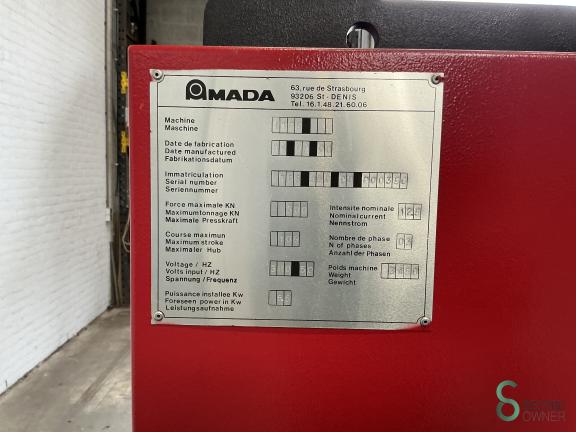 AMADA
63, rue de Strasbourg
93206 St - DENIS
Tel. 16.1.48.21.60.06
Machine
Maschine
Date de fabrication
Date manufactured
Fabrikationsdatum
Immatriculation
Serial number
Seriennummer
Force maximale KN
Maximumtonnage KN
Maximale Presskraft
Intensite nominale
Nominal current
Nennstrom
Course maximun
Maximum stroke
Maximaler Hub
Nombre de phase 03
N of phases
Anzahl der Phasen
Voltage / HZ
Volts input / HZ
Spannung / Frequenz
Poids machine
Weight
Gewicht
Puissance installee Kw
Foreseen power in Kw
Leistungsaufnahme
SECOND
OWNER